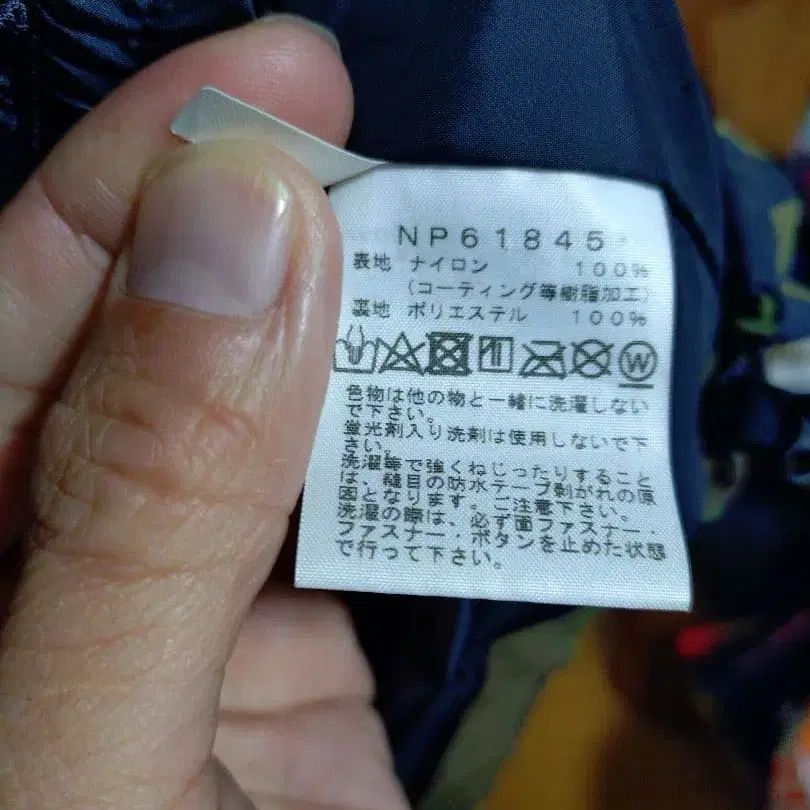 NP61845
表地 ナイロン 100%
(コーティング等樹脂加工)
裏地 ポリエステル 100%
W
色物は他の物と一緒に洗濯しない
で下さい。
蛍光剤入り洗剤は使用しないで下
さい。
洗濯等で強くねじったりすること
は、縫目の防水テープ剥がれの原
因となります。ご注意下さい。
洗濯の際は、必ず面ファスナー・
ファスナー・ボタンを止めた状態
で行って下さい。